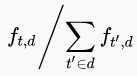 f_{t,d} / \sum_{t' \in d} f_{t',d}